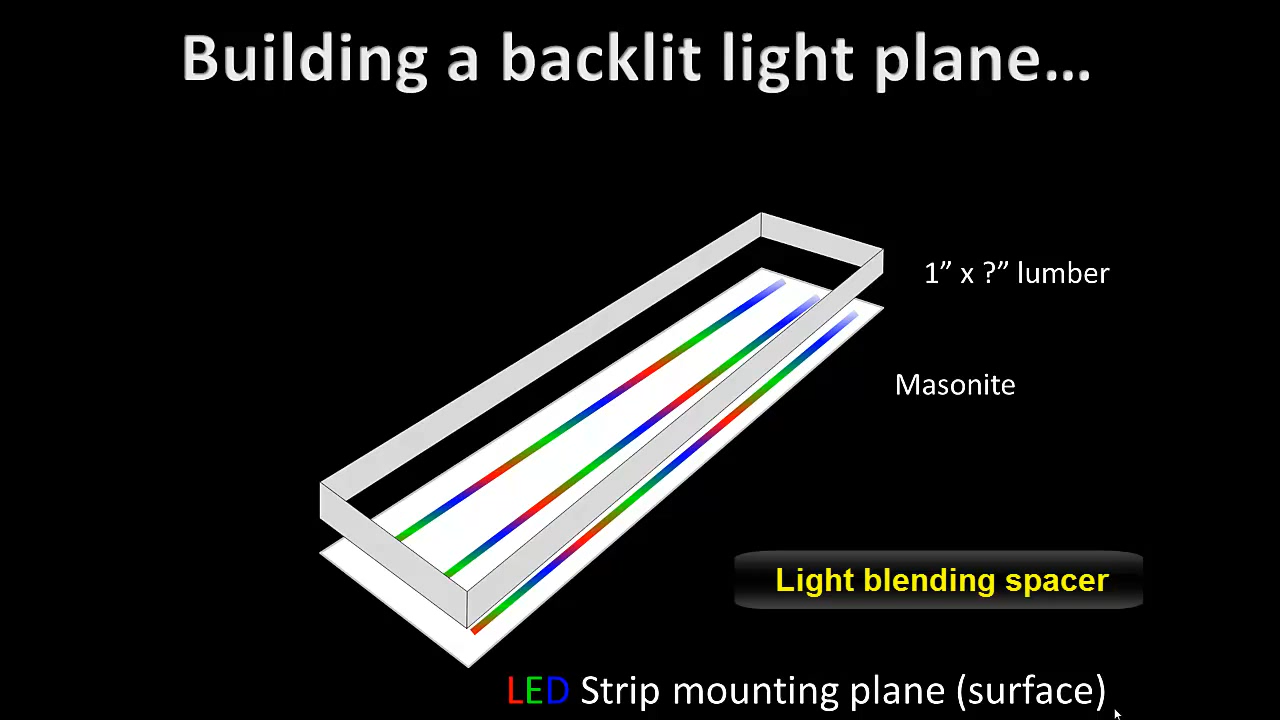 Building a backlit light plane…
1” x ?” lumber
Masonite
Light blending spacer
LED Strip mounting plane (surface)